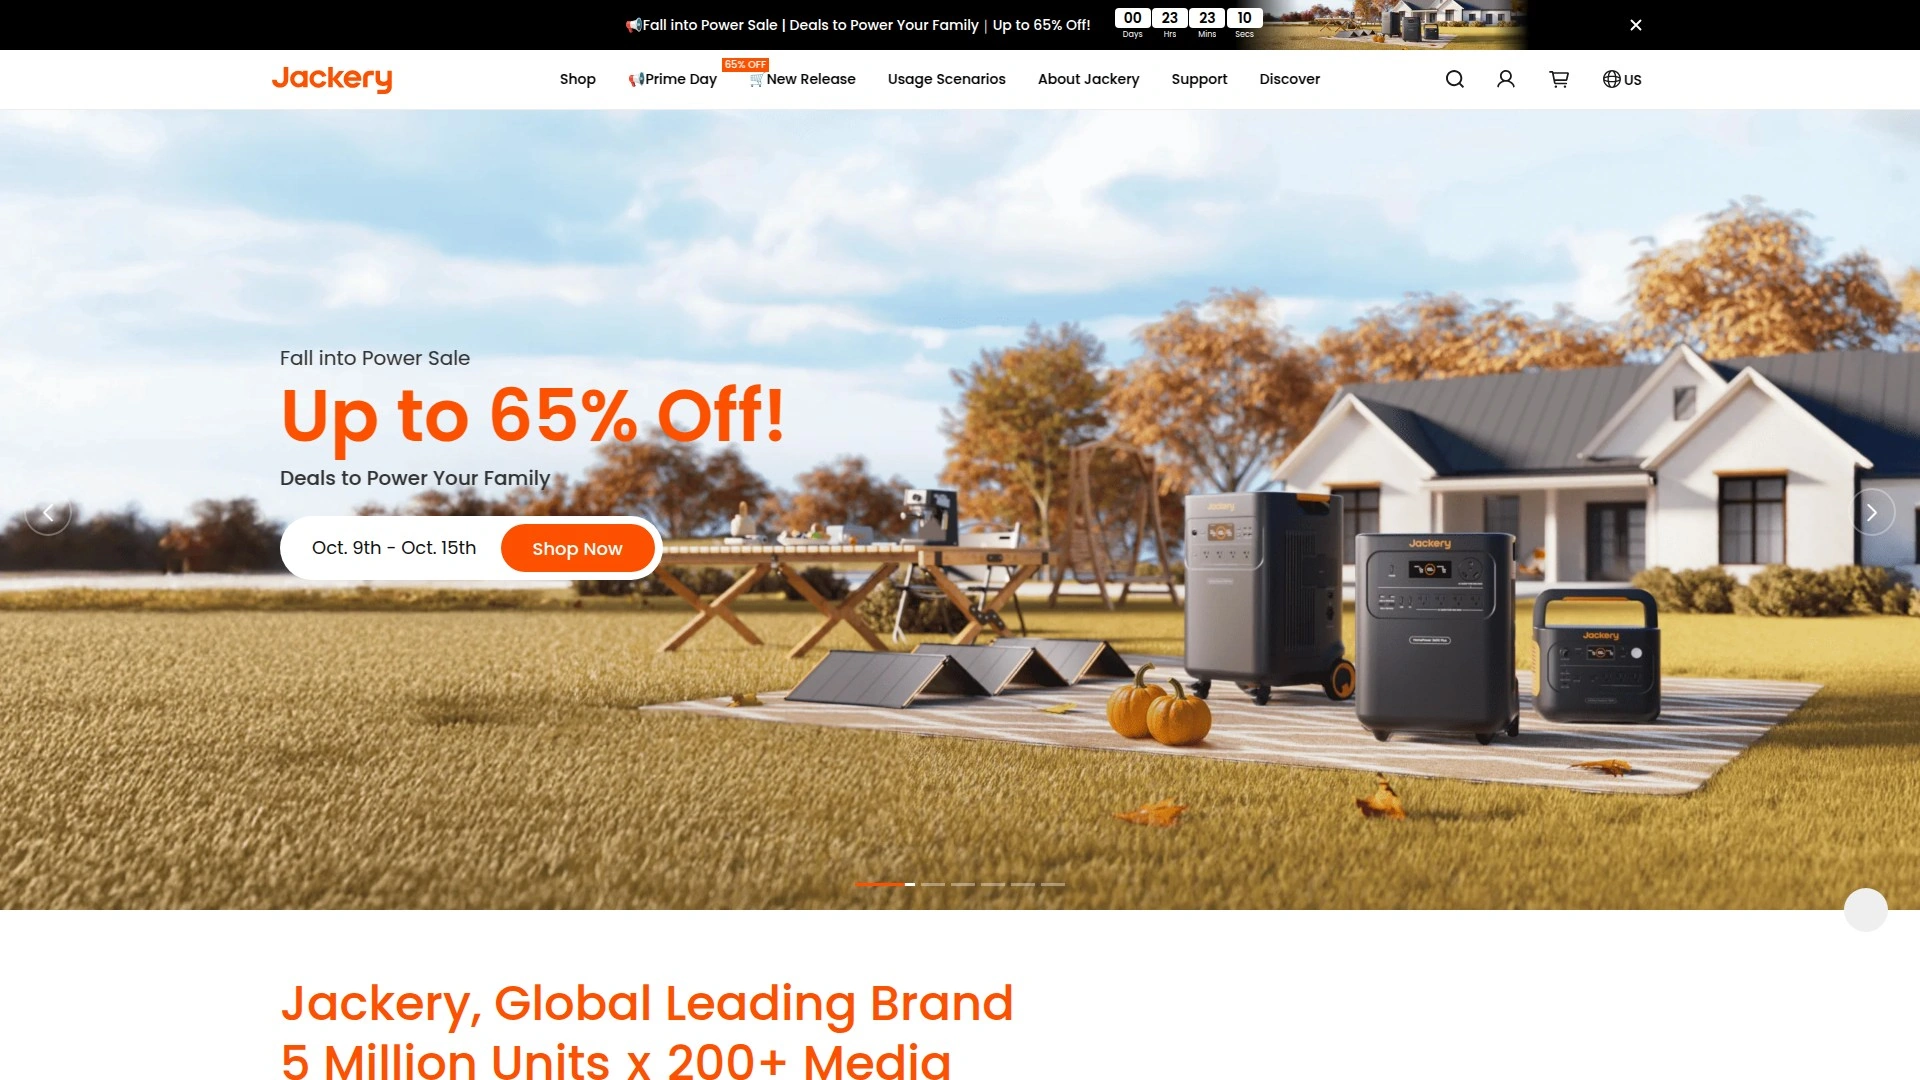 📢Fall into Power Sale | Deals to Power Your Family｜Up to 65% Off!
00 23 23 10
Days Hrs Mins Secs
Jackery
65% OFF
Shop 📢Prime Day 🛒New Release Usage Scenarios About Jackery Support Discover US
Fall into Power Sale
Up to 65% Off!
Deals to Power Your Family
Oct. 9th - Oct. 15th Shop Now
Jackery
Jackery
Jackery
Jackery, Global Leading Brand
5 Million Units x 200+ Media